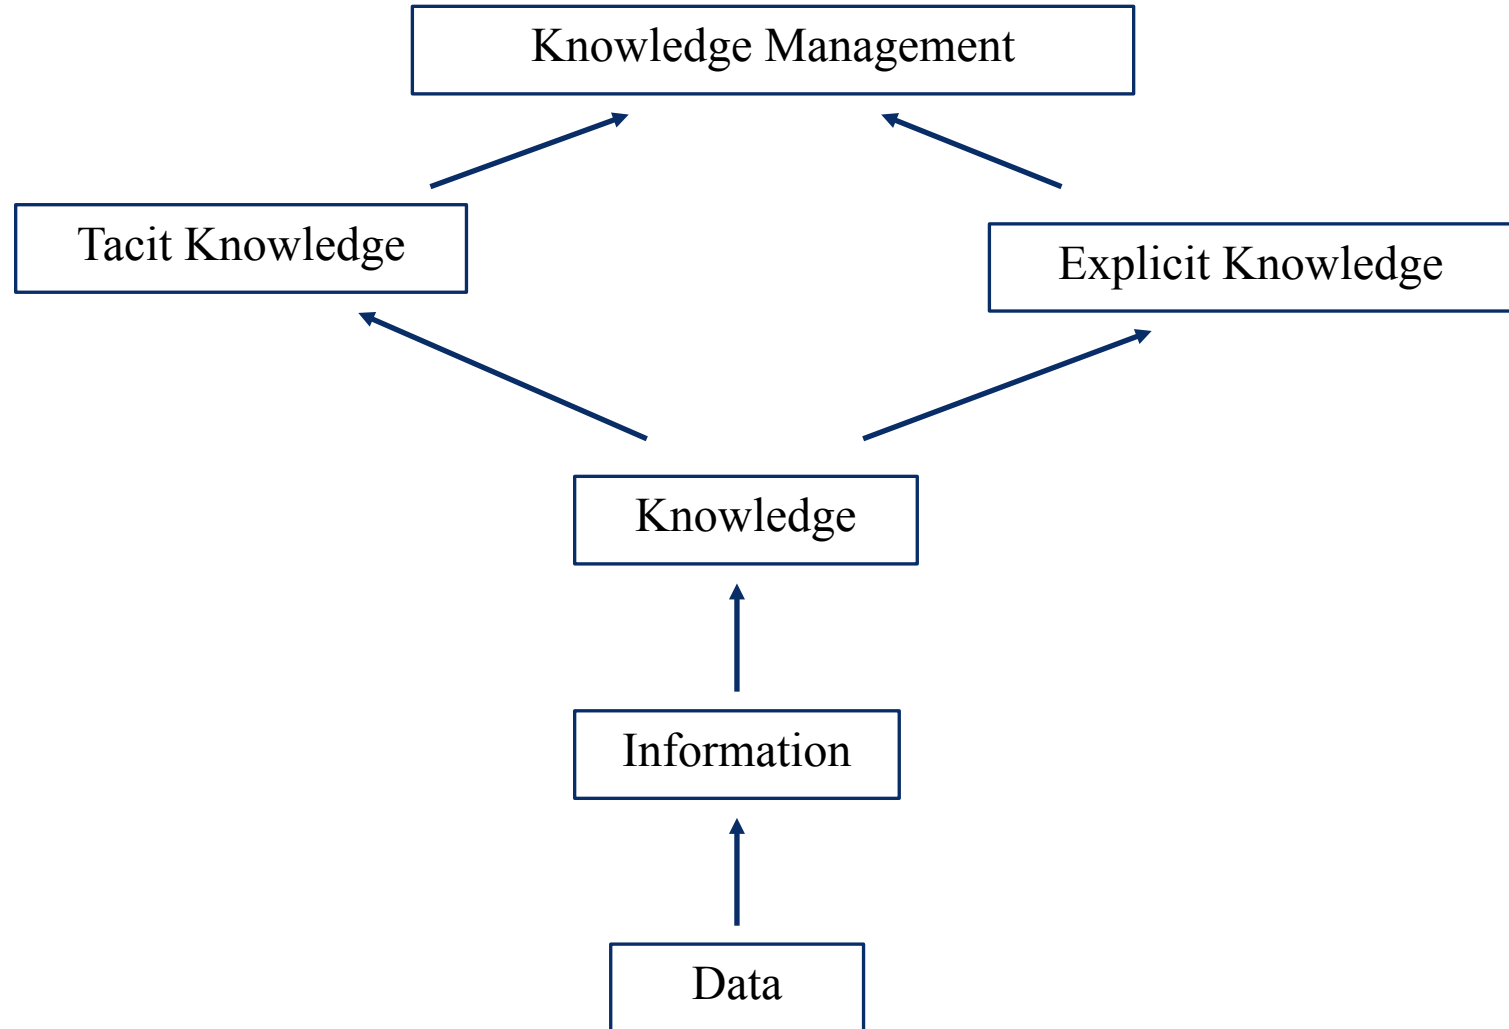 Knowledge Management
Tacit Knowledge
Explicit Knowledge
Knowledge
Information
Data